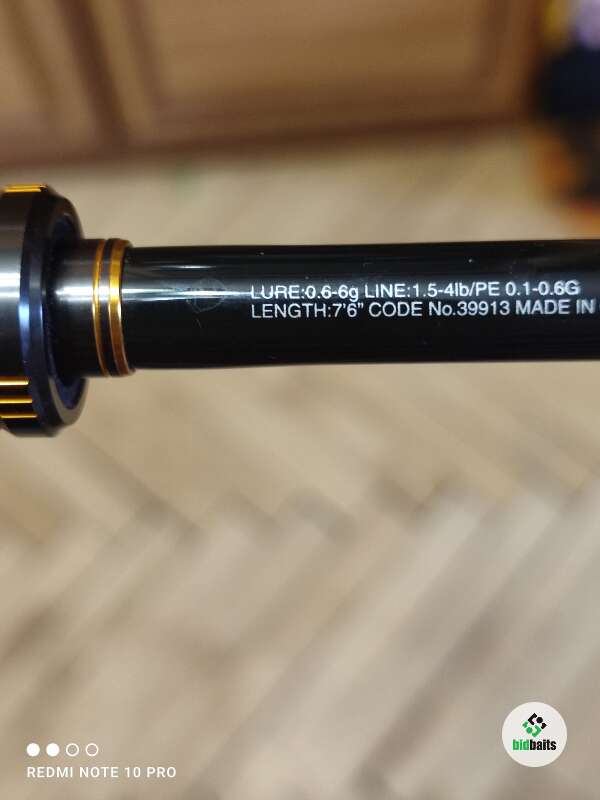 LURE:0.6-6g LINE:1.5-4lb/PE 0.1-0.6G
LENGTH:7'6" CODE No.39913 MADE IN
bidbaits
REDMI NOTE 10 PRO